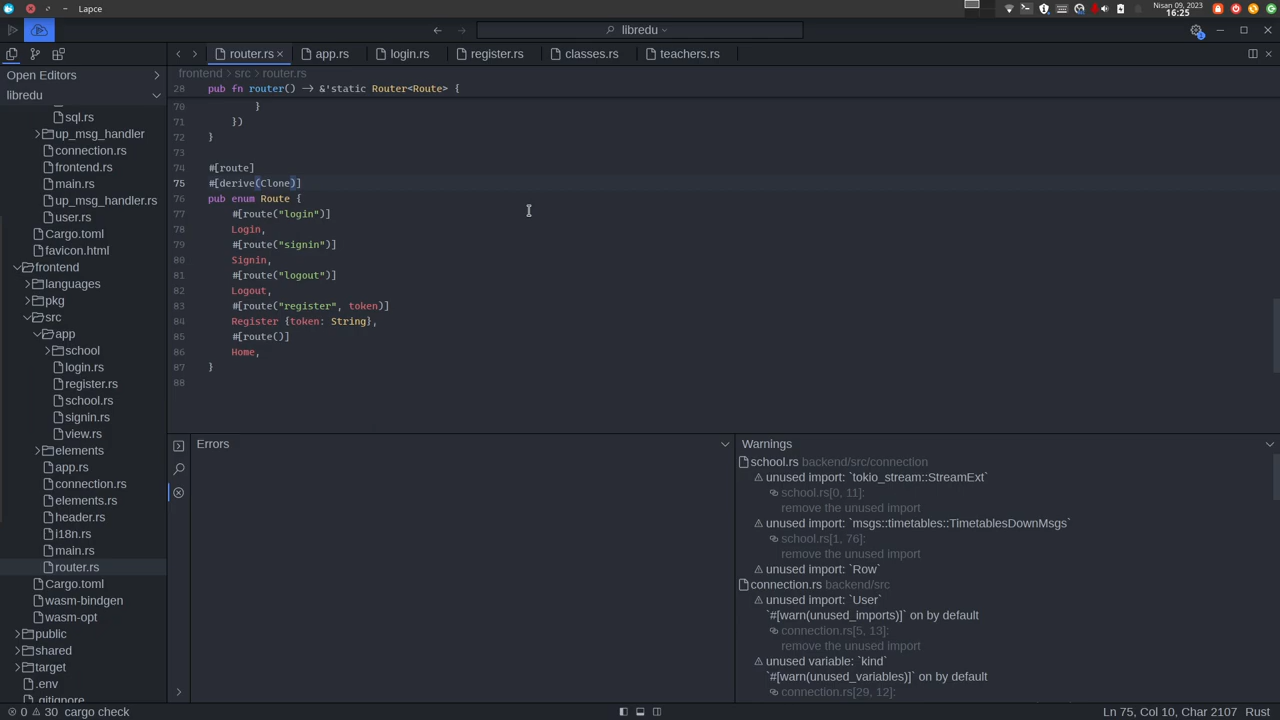 Lapce
Nisan 09, 2023
16:25
libredu
router.rs
app.rs
login.rs
register.rs
classes.rs
teachers.rs
Open Editors
libredu
sql.rs
up_msg_handler
connection.rs
frontend.rs
main.rs
up_msg_handler.rs
user.rs
Cargo.toml
favicon.html
frontend
languages
pkg
src
app
school
login.rs
register.rs
school.rs
signin.rs
view.rs
elements
app.rs
connection.rs
elements.rs
header.rs
i18n.rs
main.rs
router.rs
Cargo.toml
wasm-bindgen
wasm-opt
public
shared
target
.env
.gitignore
frontend > src > router.rs
28 pub fn router() -> &'static Router<Route> {
70 }
71 })
72 }
73
74 #[route]
75 #[derive(Clone)]
76 pub enum Route {
77 #[route("login")]
78 Login,
79 #[route("signin")]
80 Signin,
81 #[route("logout")]
82 Logout,
83 #[route("register", token)]
84 Register {token: String},
85 #[route()]
86 Home,
87 }
88
Errors
Warnings
school.rs backend/src/connection
unused import: `tokio_stream::StreamExt`
school.rs[0, 11]:
remove the unused import
unused import: `msgs::timetables::TimetablesDownMsgs`
school.rs[1, 76]:
remove the unused import
unused import: `Row`
connection.rs backend/src
unused import: `User`
`#[warn(unused_imports)]` on by default
connection.rs[5, 13]:
remove the unused import
unused variable: `kind`
`#[warn(unused_variables)]` on by default
connection.rs[29, 12]:
0 30 cargo check
Ln 75, Col 10, Char 2107 Rust